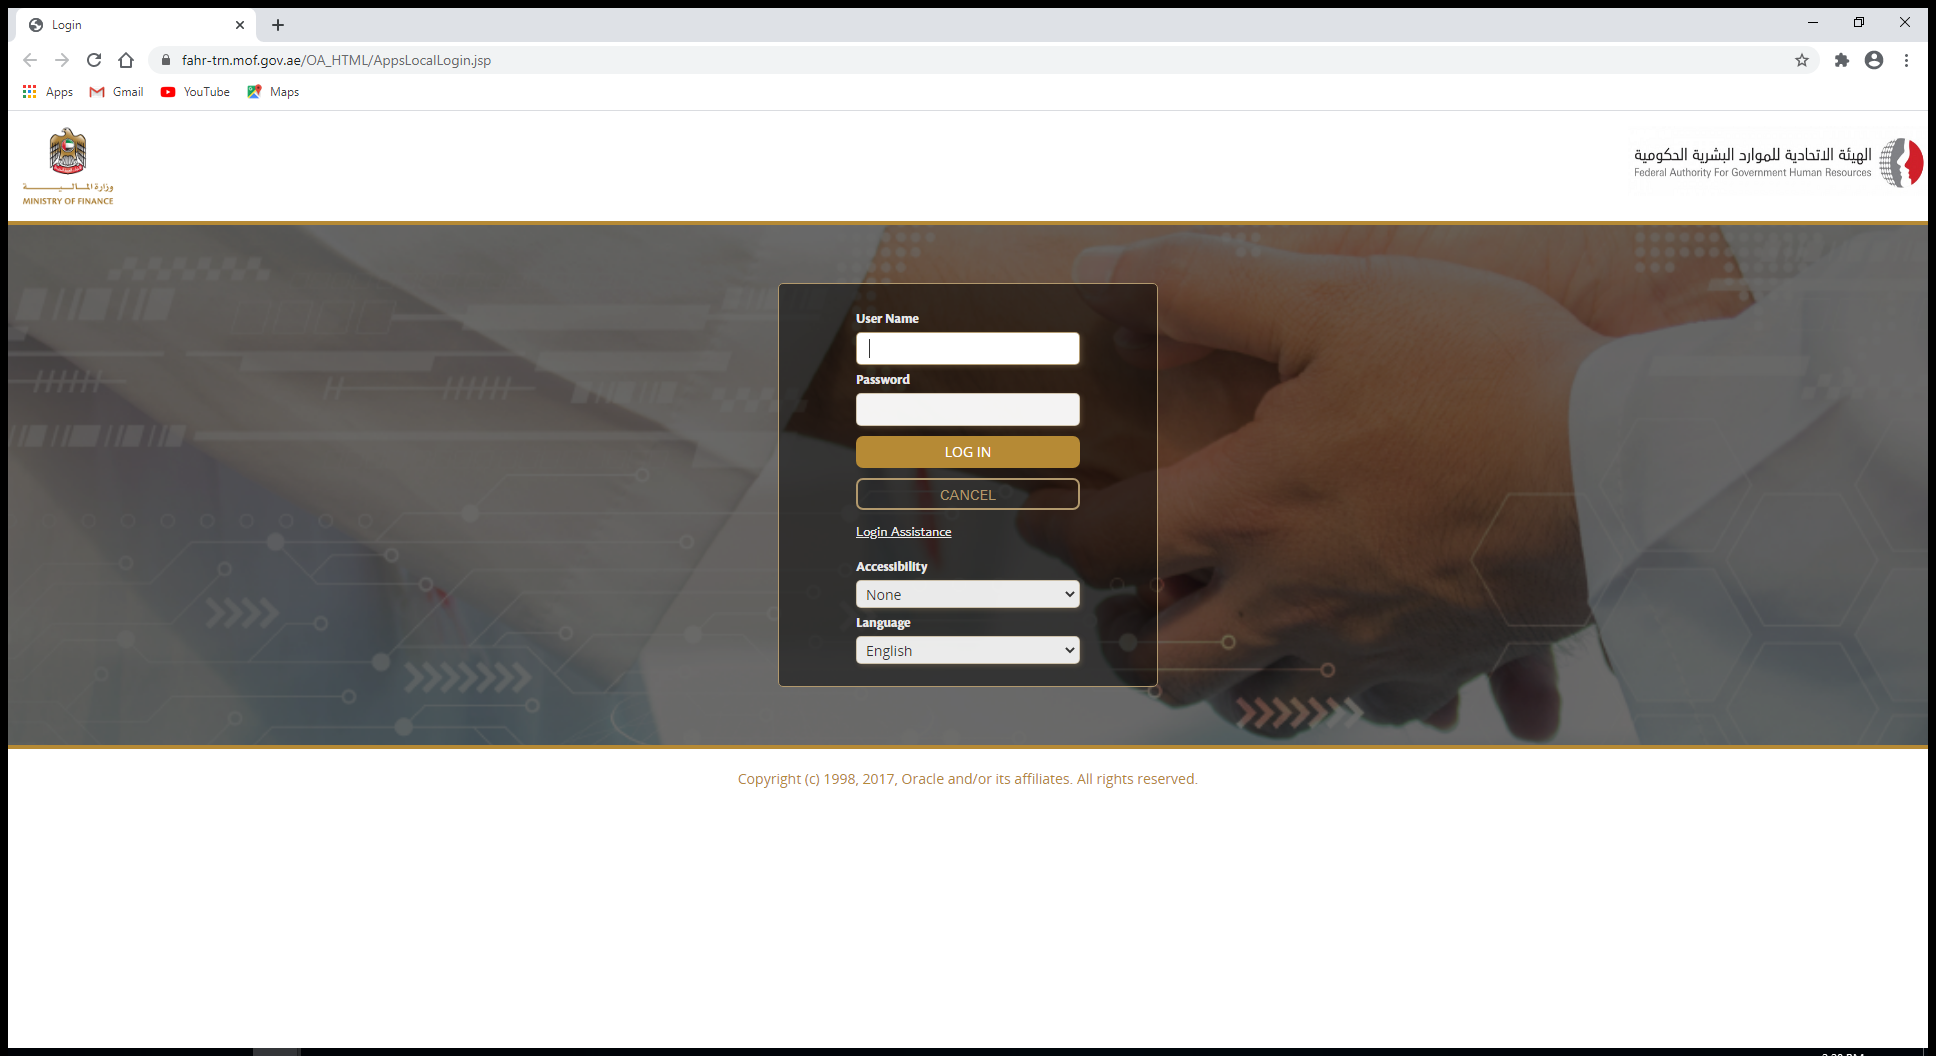 Login
fahr-trn.mof.gov.ae/OA_HTML/AppsLocalLogin.jsp
Apps Gmail YouTube Maps
وزارة المـالـيـــــــة
MINISTRY OF FINANCE
الهيئة الاتحادية للموارد البشرية الحكومية
Federal Authority For Government Human Resources
User Name
Password
LOG IN
CANCEL
Login Assistance
Accessibility
None
Language
English
Copyright (c) 1998, 2017, Oracle and/or its affiliates. All rights reserved.